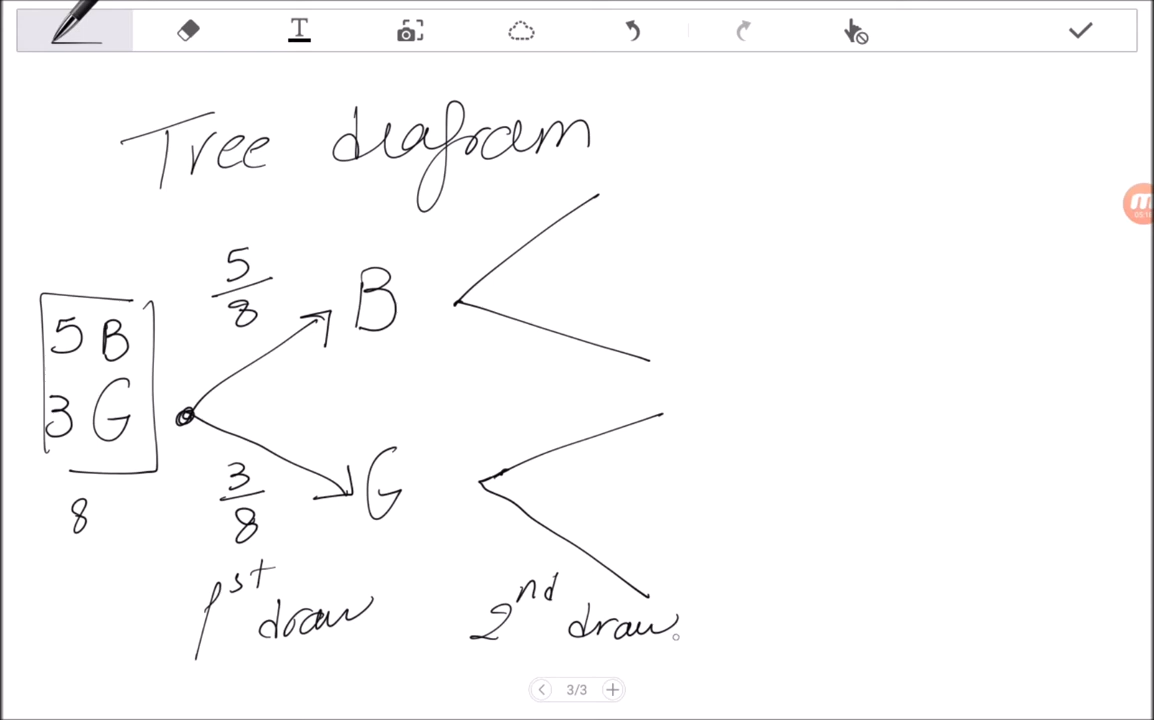 T
Tree diagram
5/8
B
5 B
3 G
3/8
G
8
1st draw
2nd draw
3/3